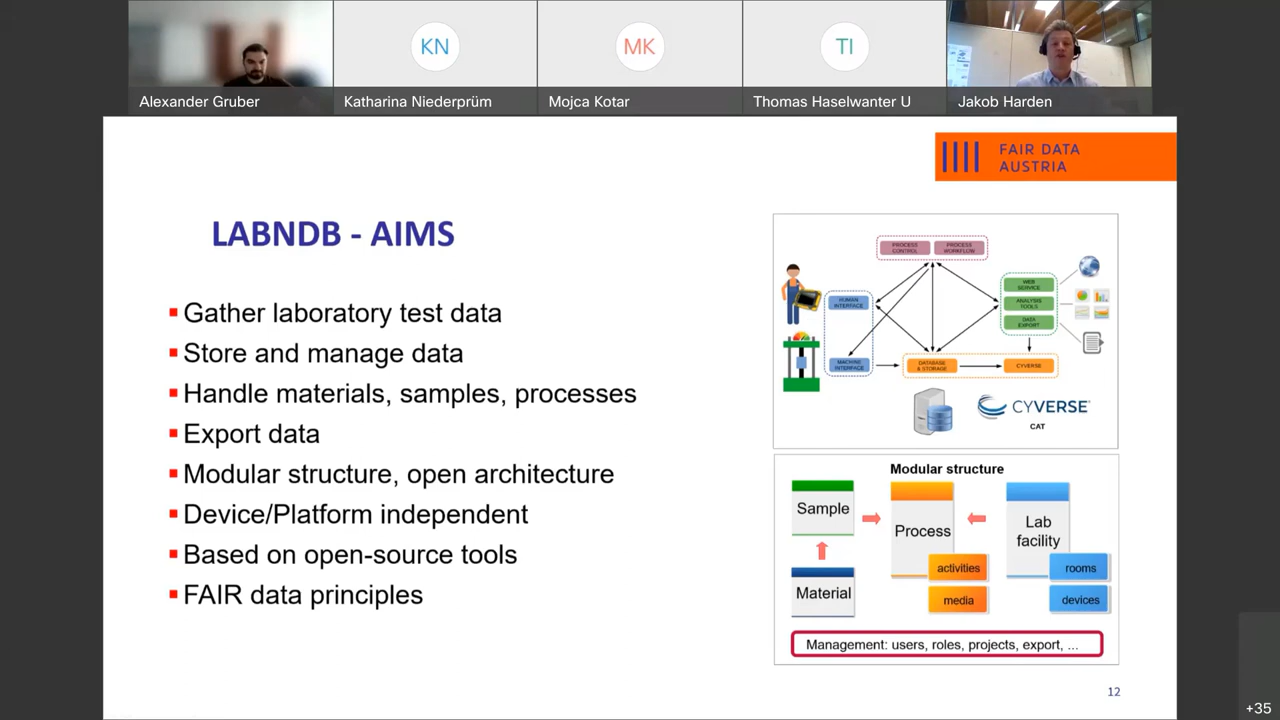 KN
MK
TI
Alexander Gruber
Katharina Niederprüm
Mojca Kotar
Thomas Haselwanter U
Jakob Harden
FAIR DATA
AUSTRIA
LABNDB - AIMS
Gather laboratory test data
Store and manage data
Handle materials, samples, processes
Export data
Modular structure, open architecture
Device/Platform independent
Based on open-source tools
FAIR data principles
PROCESS
CONTROL
PROCESS
WORKFLOW
HUMAN
INTERFACE
WEB
SERVICE
ANALYSIS
TOOLS
DATA
EXPORT
MACHINE
INTERFACE
DATABASE
& STORAGE
CYVERSE
CYVERSE
CAT
Modular structure
Sample
Process
Lab
facility
activities
rooms
Material
media
devices
Management: users, roles, projects, export, ...
12
+35